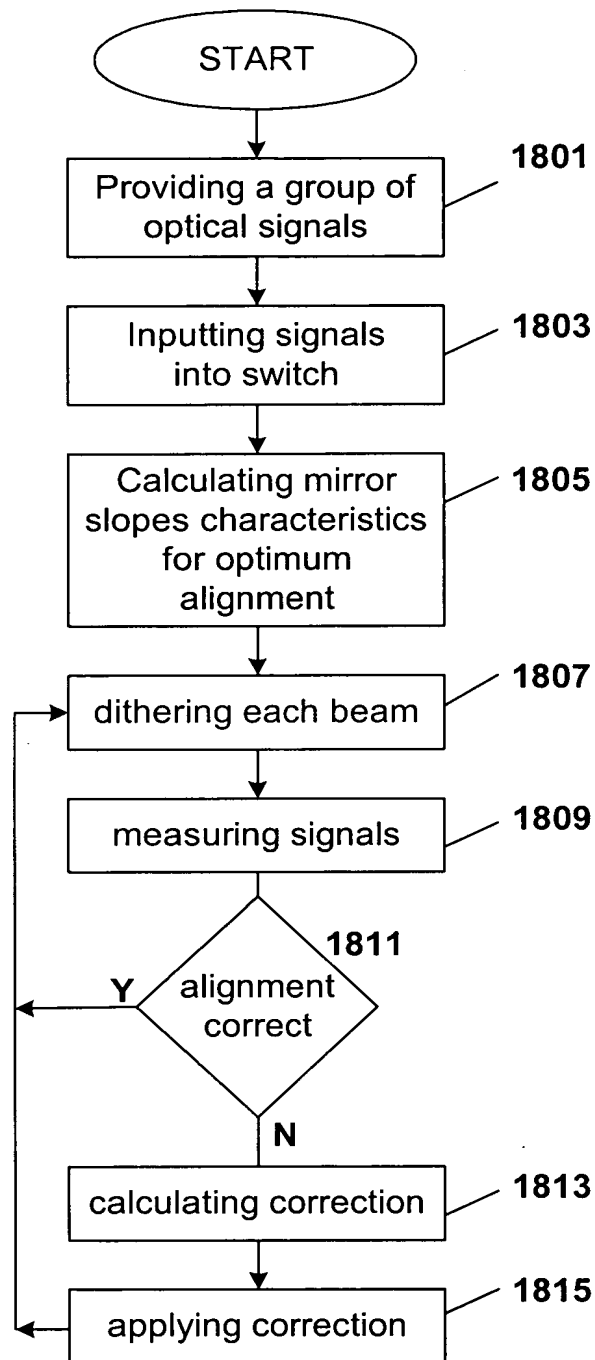 START
1801
Providing a group of
optical signals
1803
Inputting signals
into switch
1805
Calculating mirror
slopes characteristics
for optimum
alignment
1807
dithering each beam
1809
measuring signals
1811
Y
alignment
correct
N
1813
calculating correction
1815
applying correction